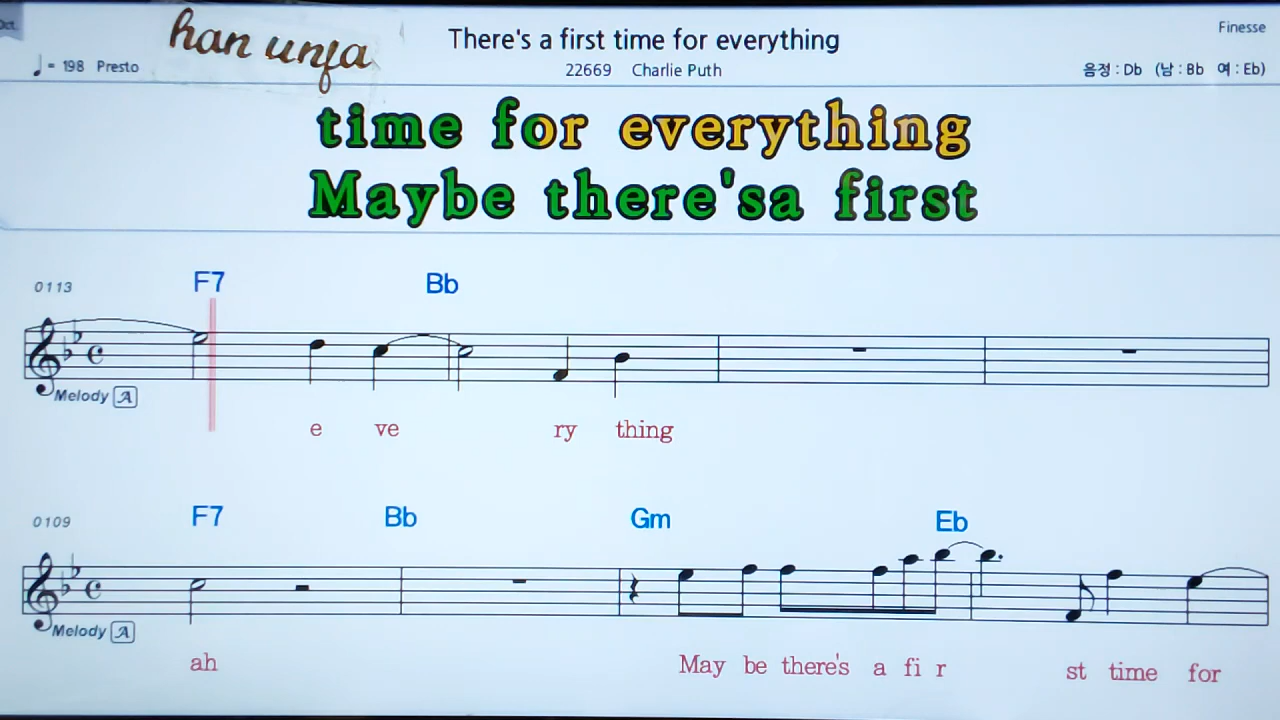 Oct.
han unfa
There's a first time for everything
Finesse
♩= 198 Presto
22669 Charlie Puth
음정 : Db (남 : Bb 여 : Eb)
time for everything
Maybe there'sa first
0113
F7 Bb
Melody A
e ve ry thing
0109
F7 Bb Gm Eb
Melody A
ah May be there's a fi r st time for